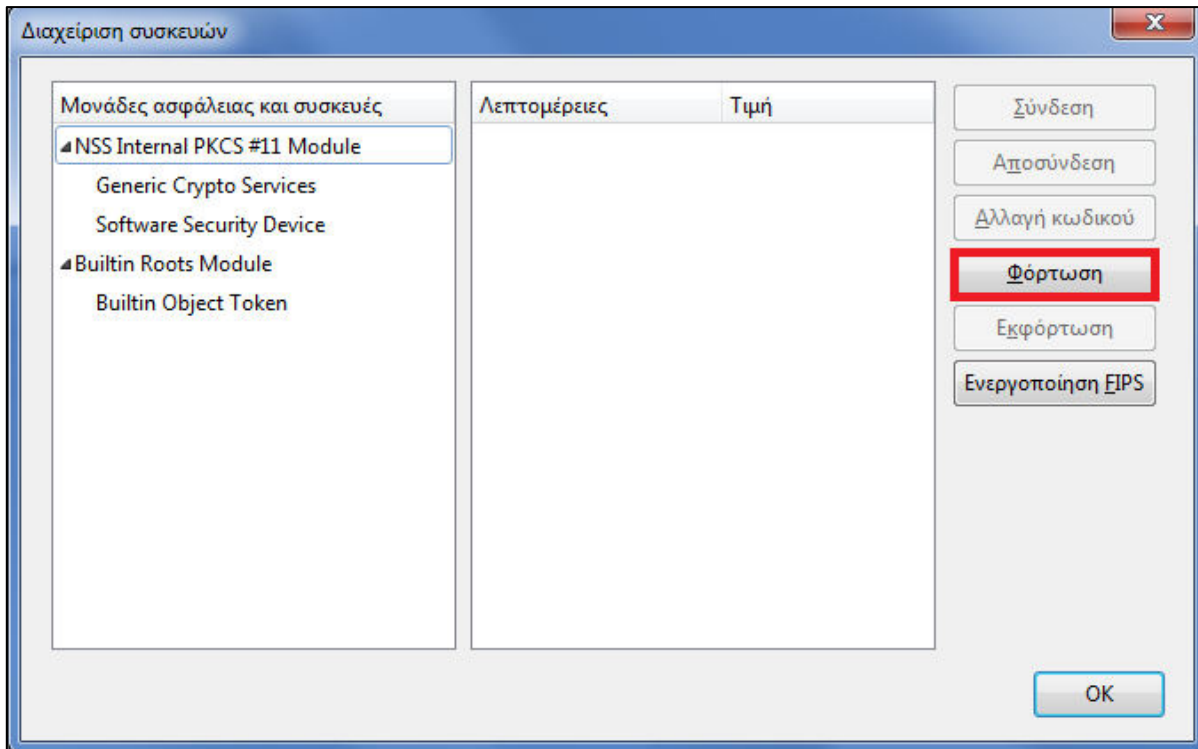 Διαχείριση συσκευών
Μονάδες ασφάλειας και συσκευές
NSS Internal PKCS #11 Module
Generic Crypto Services
Software Security Device
Builtin Roots Module
Builtin Object Token
Λεπτομέρειες Τιμή
Σύνδεση
Αποσύνδεση
Αλλαγή κωδικού
Φόρτωση
Εκφόρτωση
Ενεργοποίηση FIPS
OK